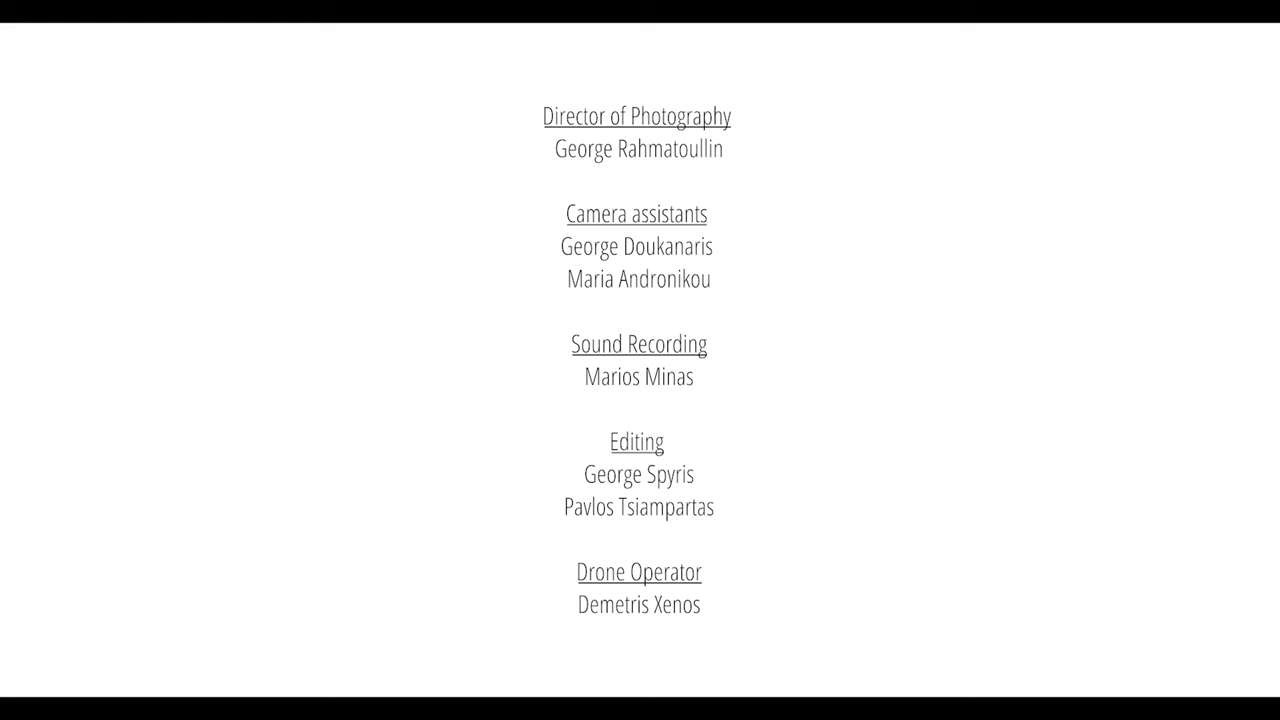 Director of Photography
George Rahmatoullin
Camera assistants
George Doukanaris
Maria Andronikou
Sound Recording
Marios Minas
Editing
George Spyris
Pavlos Tsiampartas
Drone Operator
Demetris Xenos